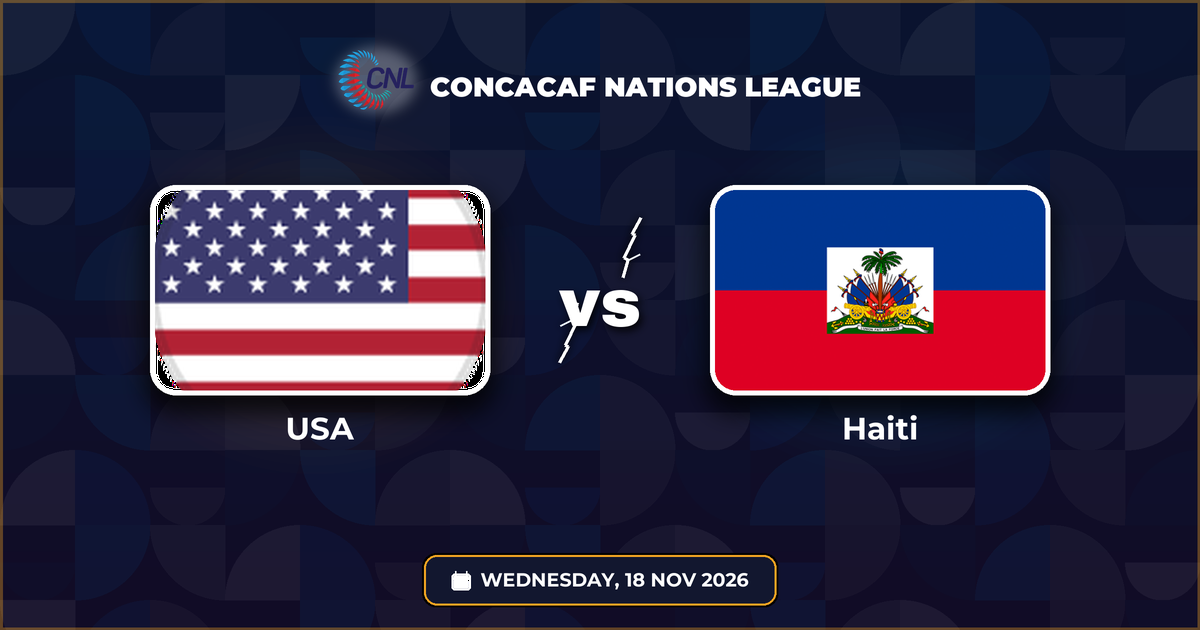 CNL
CONCACAF NATIONS LEAGUE
vs
USA
Haiti
WEDNESDAY, 18 NOV 2026